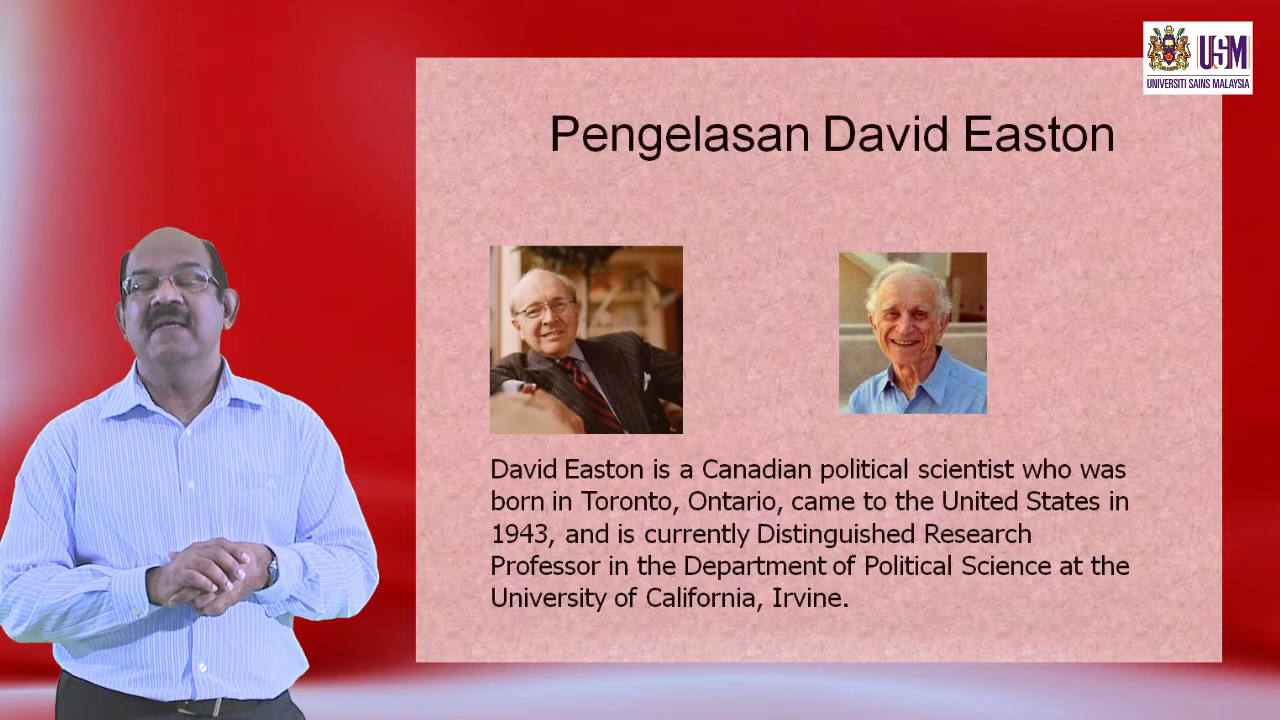 USM
UNIVERSITI SAINS MALAYSIA
Pengelasan David Easton
David Easton is a Canadian political scientist who was
born in Toronto, Ontario, came to the United States in
1943, and is currently Distinguished Research
Professor in the Department of Political Science at the
University of California, Irvine.